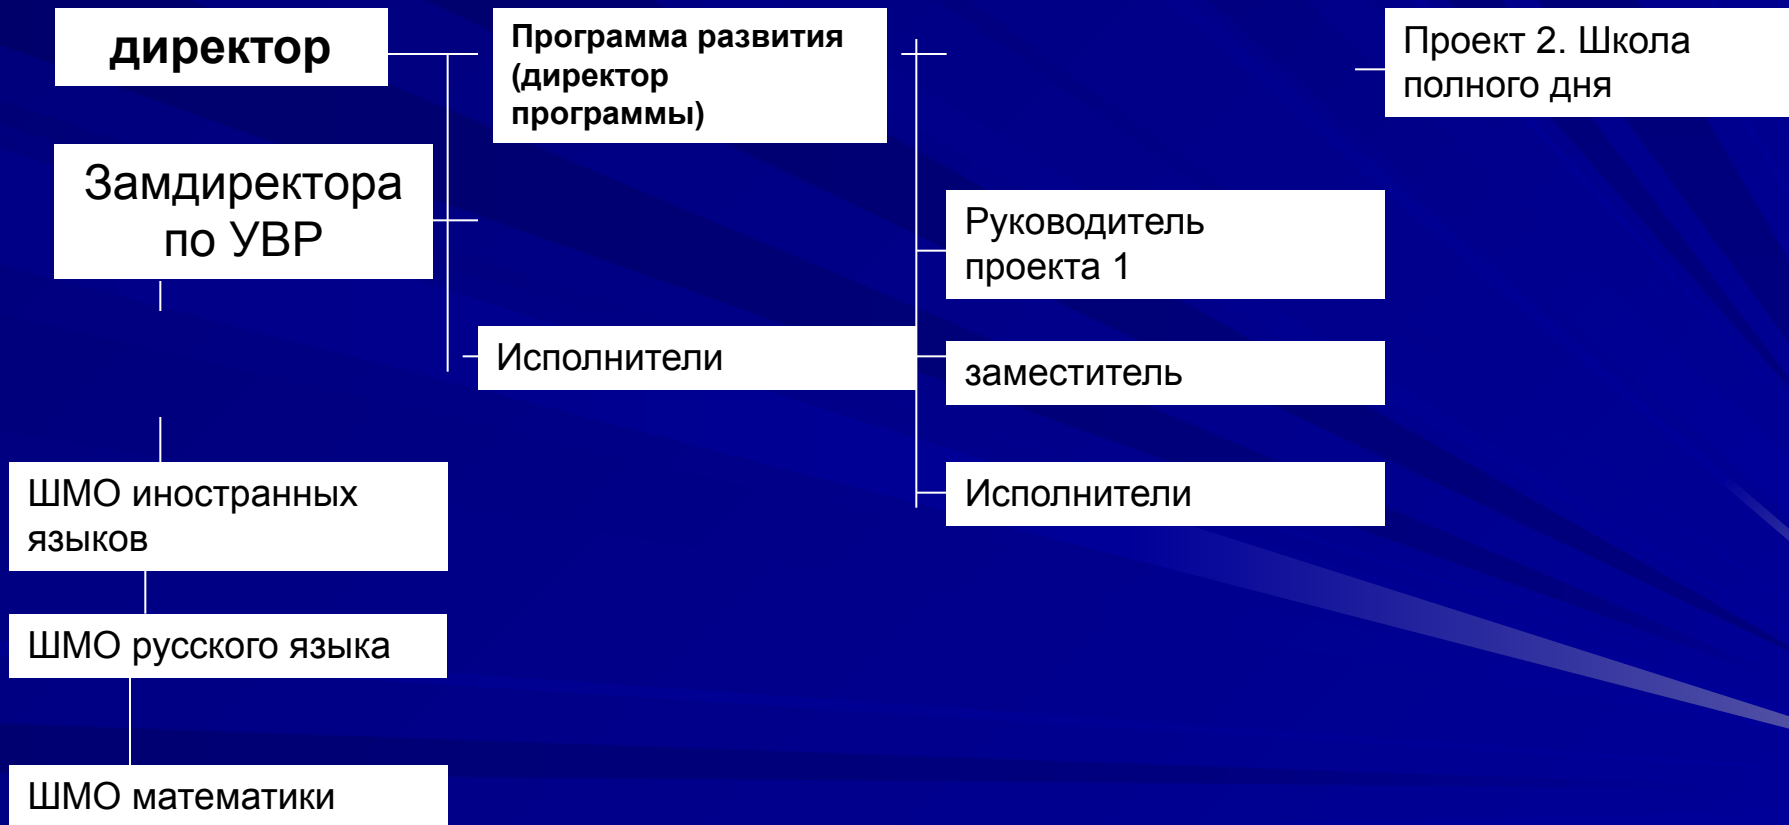 директор
Программа развития
(директор
программы)
Проект 2. Школа
полного дня
Замдиректора
по УВР
Руководитель
проекта 1
Исполнители
заместитель
ШМО иностранных
языков
Исполнители
ШМО русского языка
ШМО математики